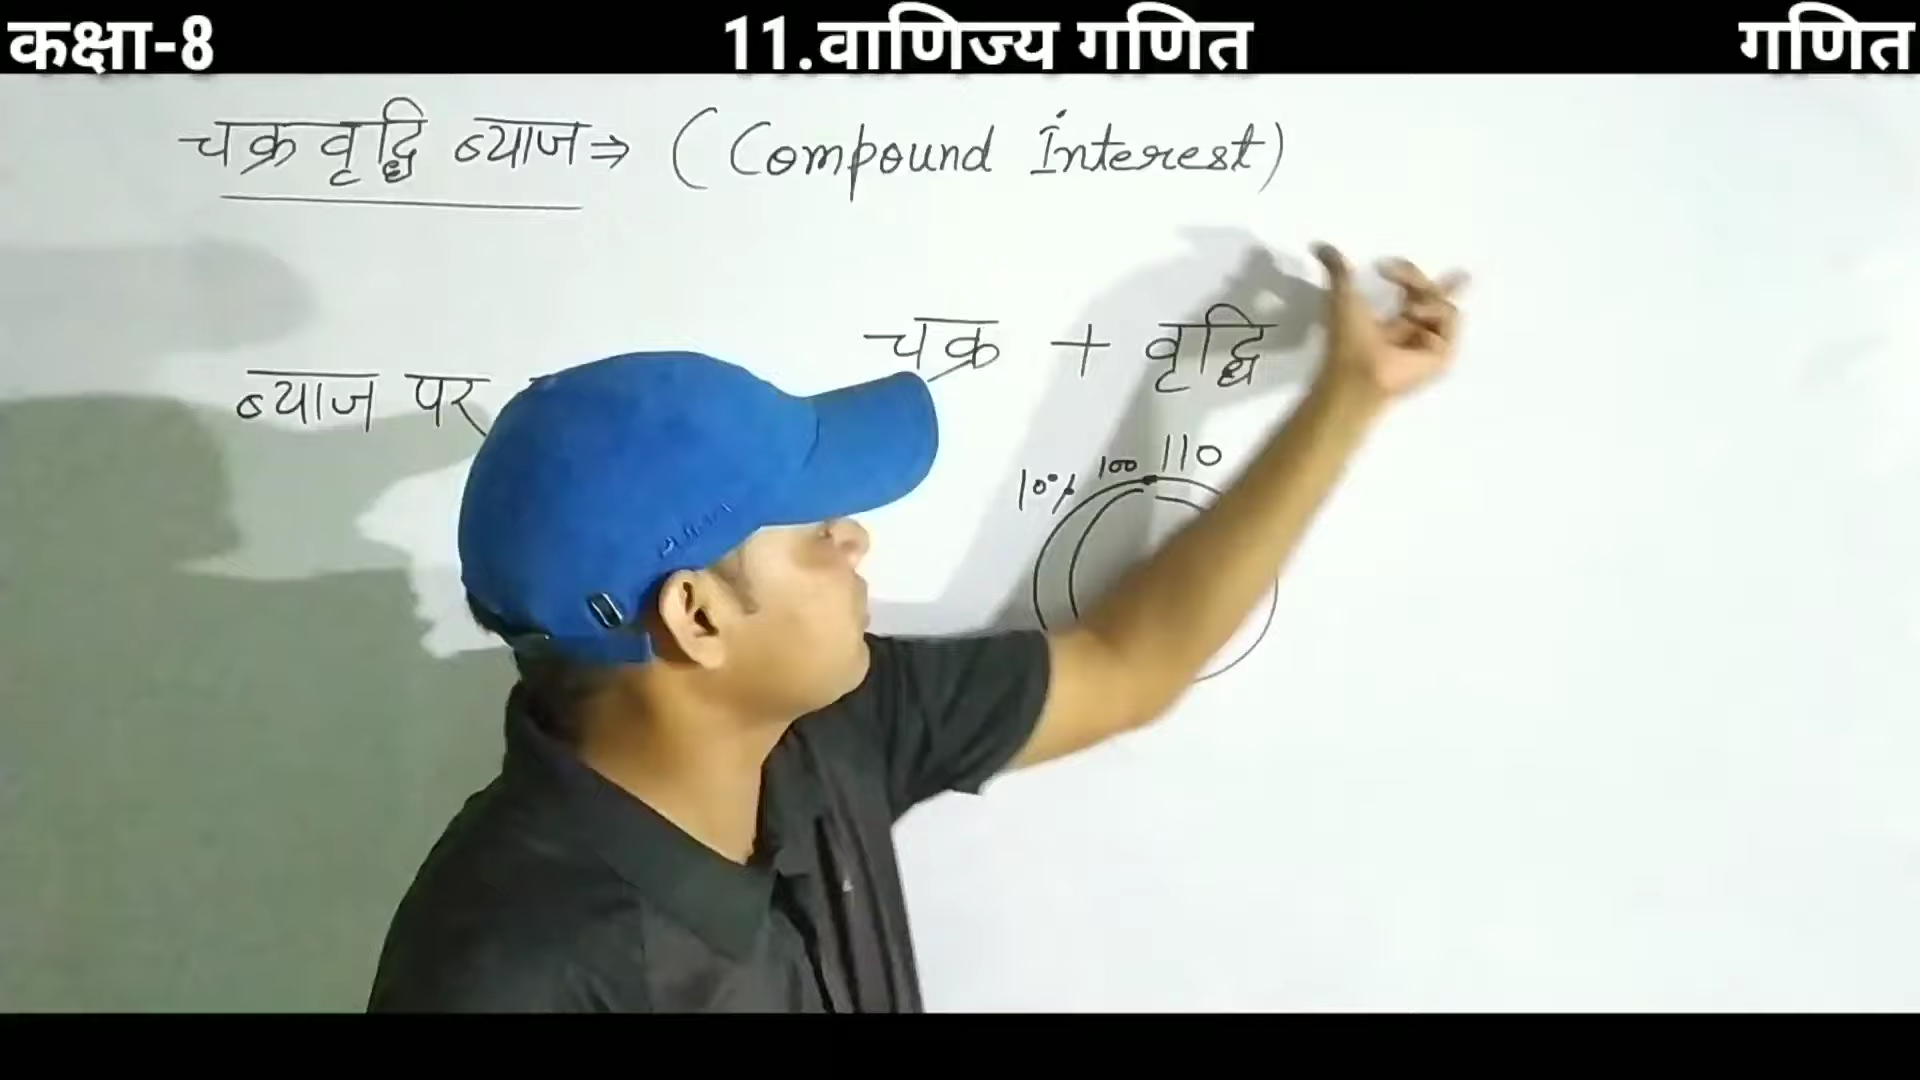 कक्षा-8 11.वाणिज्य गणित गणित
चक्रवृद्धि ब्याज⇒ (Compound Interest)
चक्र + वृद्धि
ब्याज पर
10% 100 110